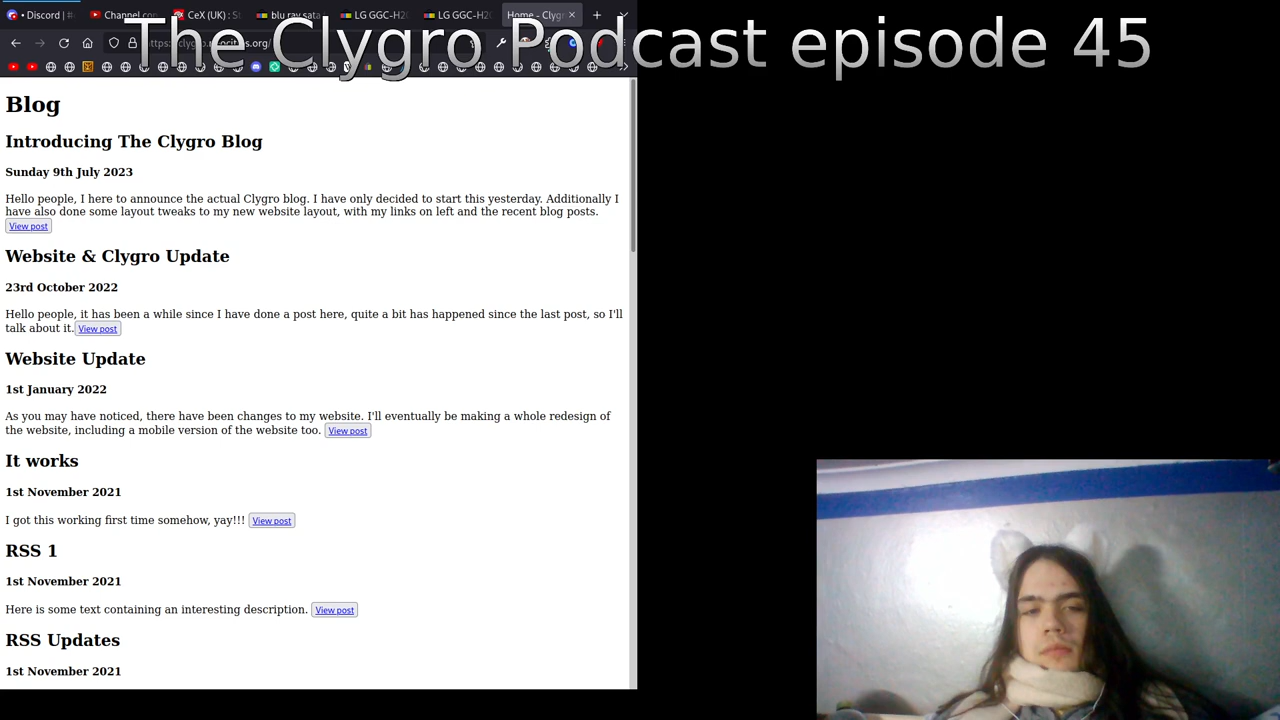 The Clygro Podcast episode 45
• Discord | #
Channel con
CeX (UK) : S
blu ray sata
LG GGC-H20
LG GGC-H20
Home - Clyg
Blog
Introducing The Clygro Blog
Sunday 9th July 2023
Hello people, I here to announce the actual Clygro blog. I have only decided to start this yesterday. Additionally I
have also done some layout tweaks to my new website layout, with my links on left and the recent blog posts.
View post
Website & Clygro Update
23rd October 2022
Hello people, it has been a while since I have done a post here, quite a bit has happened since the last post, so I'll
talk about it. View post
Website Update
1st January 2022
As you may have noticed, there have been changes to my website. I'll eventually be making a whole redesign of
the website, including a mobile version of the website too. View post
It works
1st November 2021
I got this working first time somehow, yay!!! View post
RSS 1
1st November 2021
Here is some text containing an interesting description. View post
RSS Updates
1st November 2021